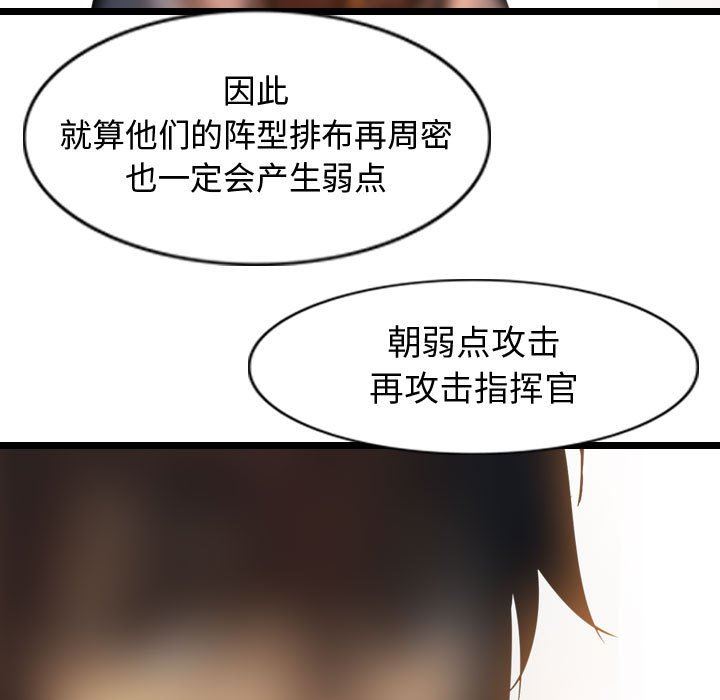 因此
就算他们的阵型排布再周密
也一定会产生弱点
朝弱点攻击
再攻击指挥官